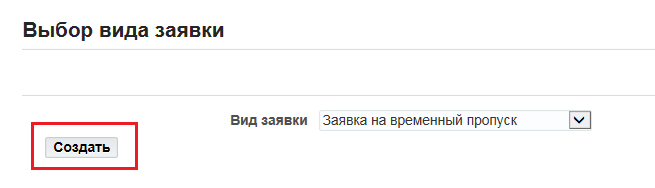 Выбор вида заявки
Вид заявки Заявка на временный пропуск
Создать